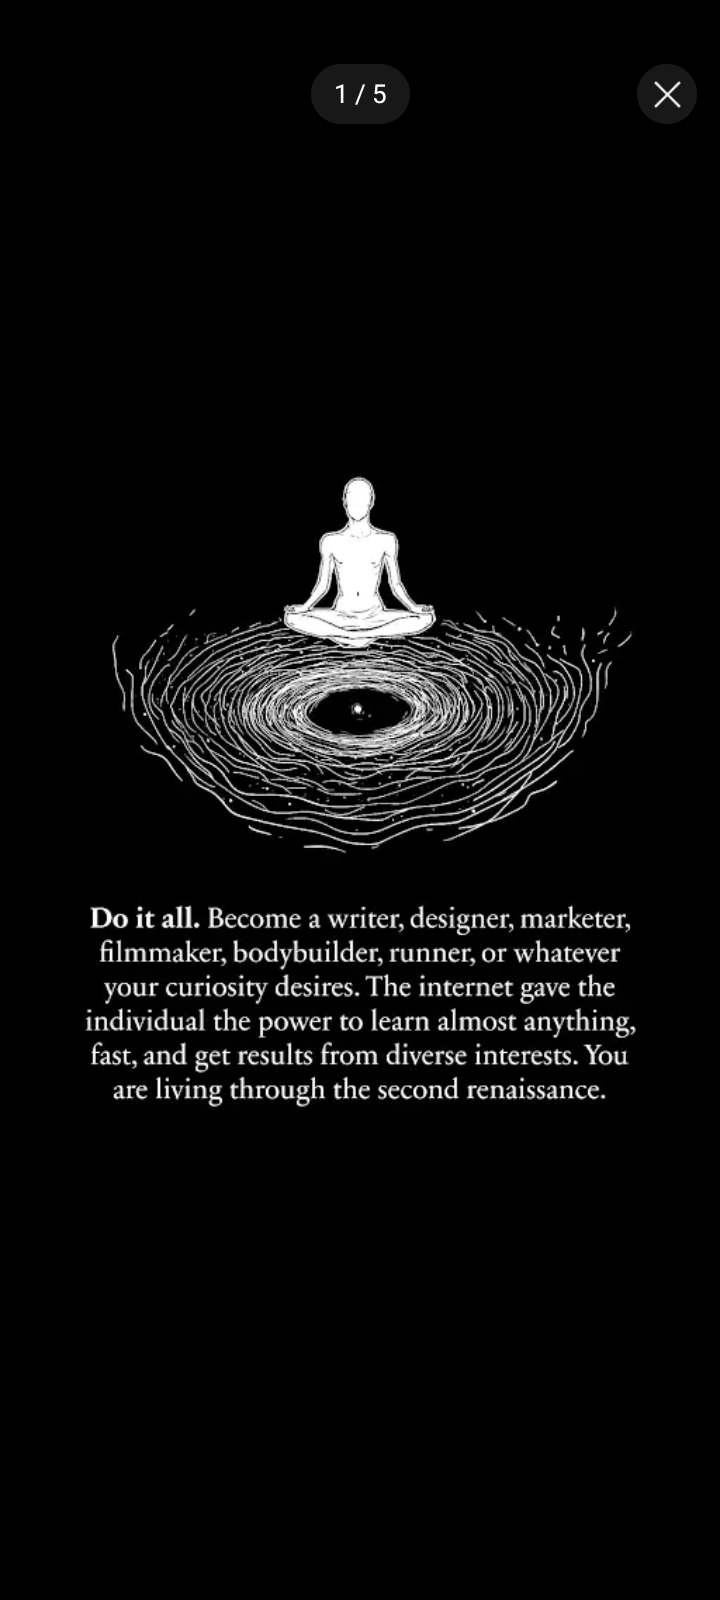 1 / 5
Do it all. Become a writer, designer, marketer,
filmmaker, bodybuilder, runner, or whatever
your curiosity desires. The internet gave the
individual the power to learn almost anything,
fast, and get results from diverse interests. You
are living through the second renaissance.